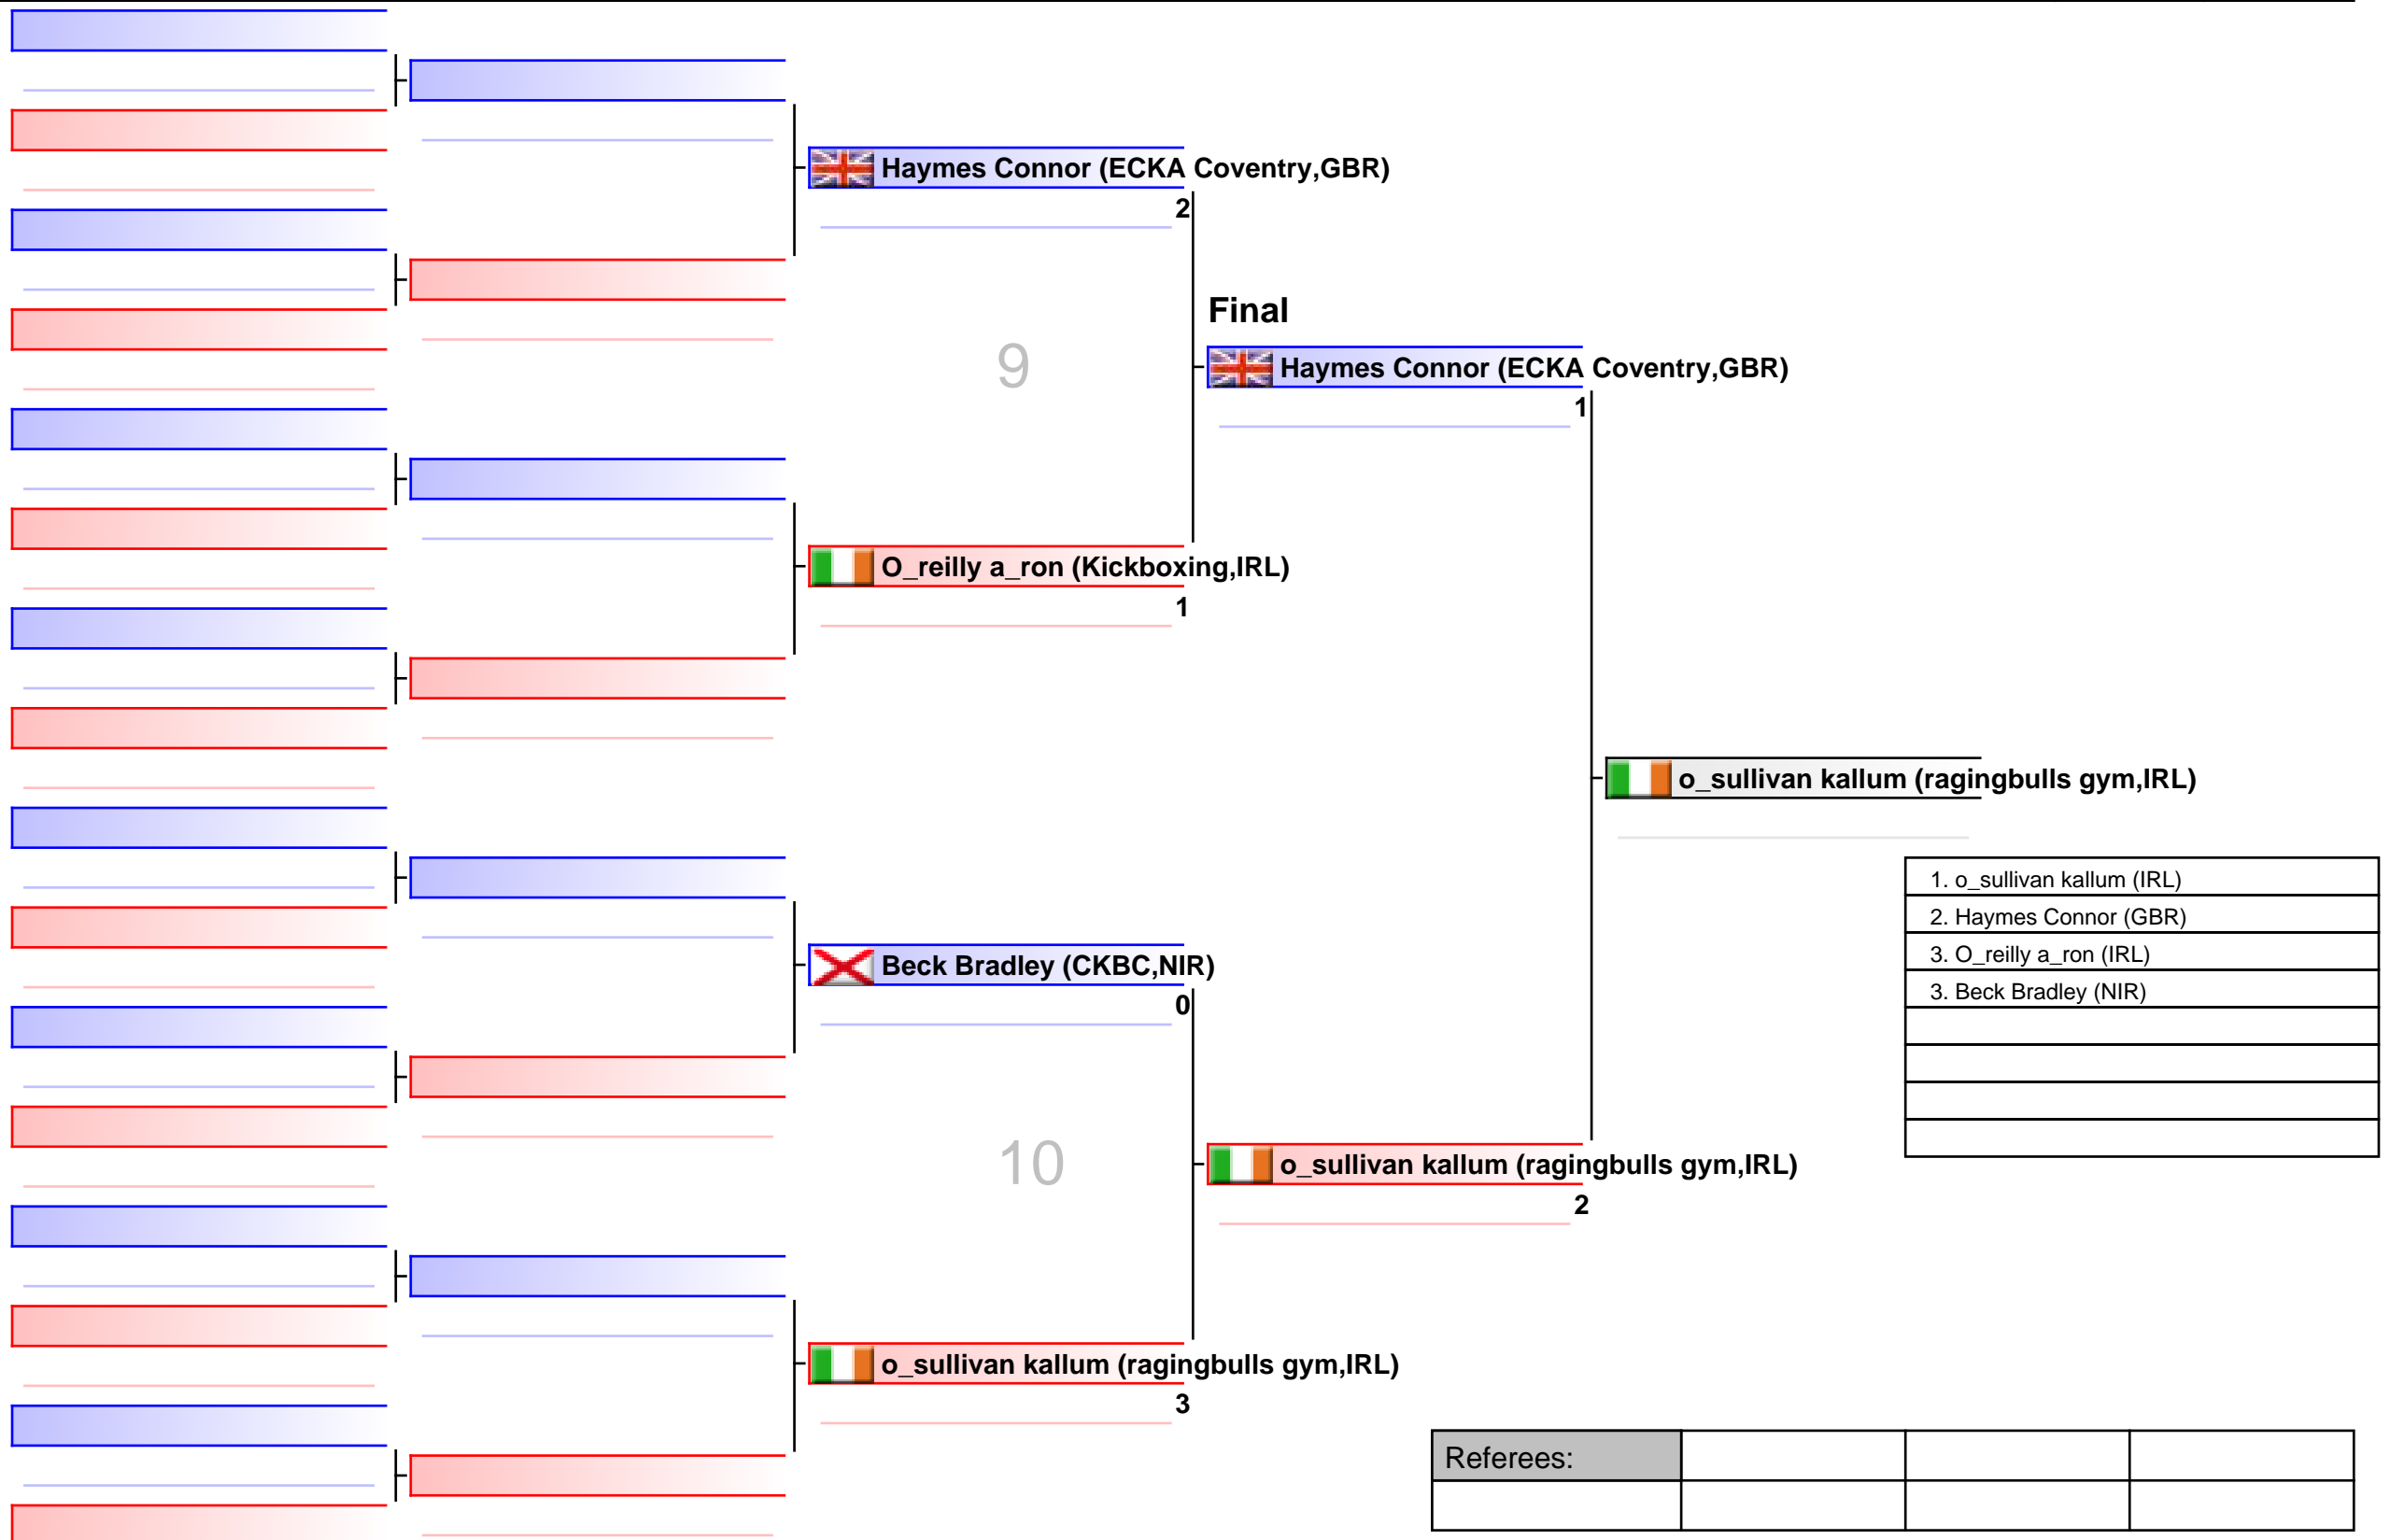 Haymes Connor (ECKA Coventry,GBR)
2
9
Final
Haymes Connor (ECKA Coventry,GBR)
1
O_reilly a_ron (Kickboxing,IRL)
1
o_sullivan kallum (ragingbulls gym,IRL)
1. o_sullivan kallum (IRL)
2. Haymes Connor (GBR)
3. O_reilly a_ron (IRL)
3. Beck Bradley (NIR)
Beck Bradley (CKBC,NIR)
0
10
o_sullivan kallum (ragingbulls gym,IRL)
2
o_sullivan kallum (ragingbulls gym,IRL)
3
Referees: